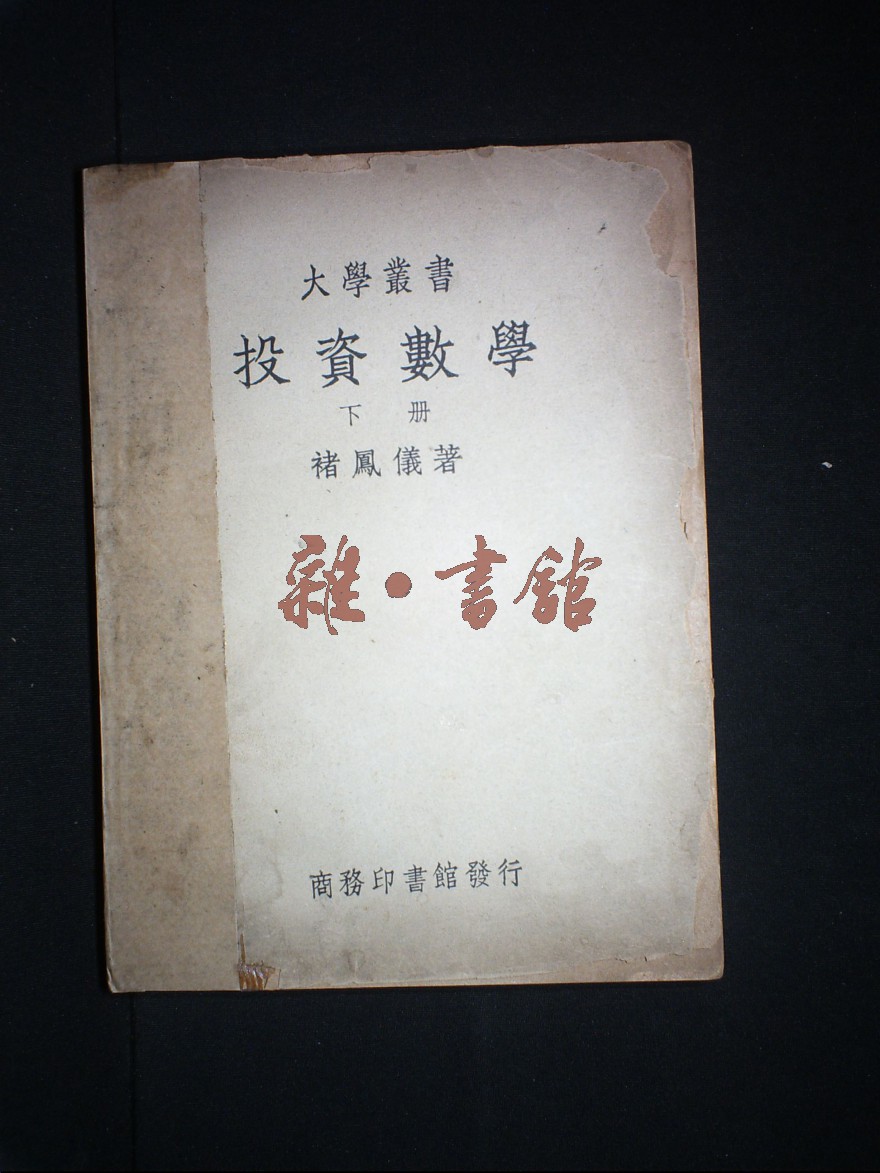 大學叢書
投資數學
下册
褚鳳儀著
雜·書館
商務印書館發行